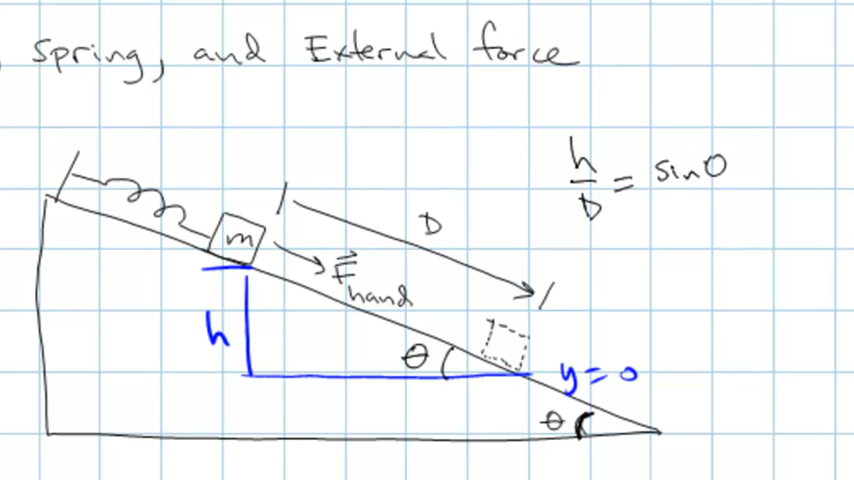 , Spring, and External force
h/D = sinθ
D
m
F⃗hand
h
θ
y = 0
θ